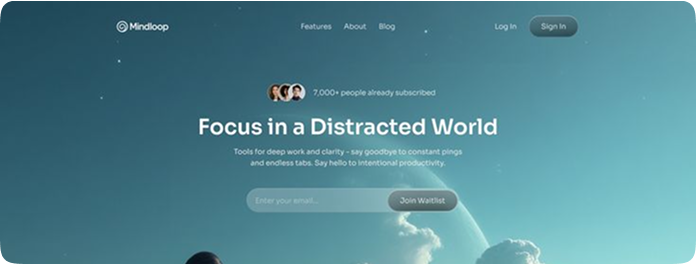 Mindloop
Features About Blog
Log In Sign In
7,000+ people already subscribed
Focus in a Distracted World
Tools for deep work and clarity - say goodbye to constant pings
and endless tabs. Say hello to intentional productivity.
Enter your email...
Join Waitlist